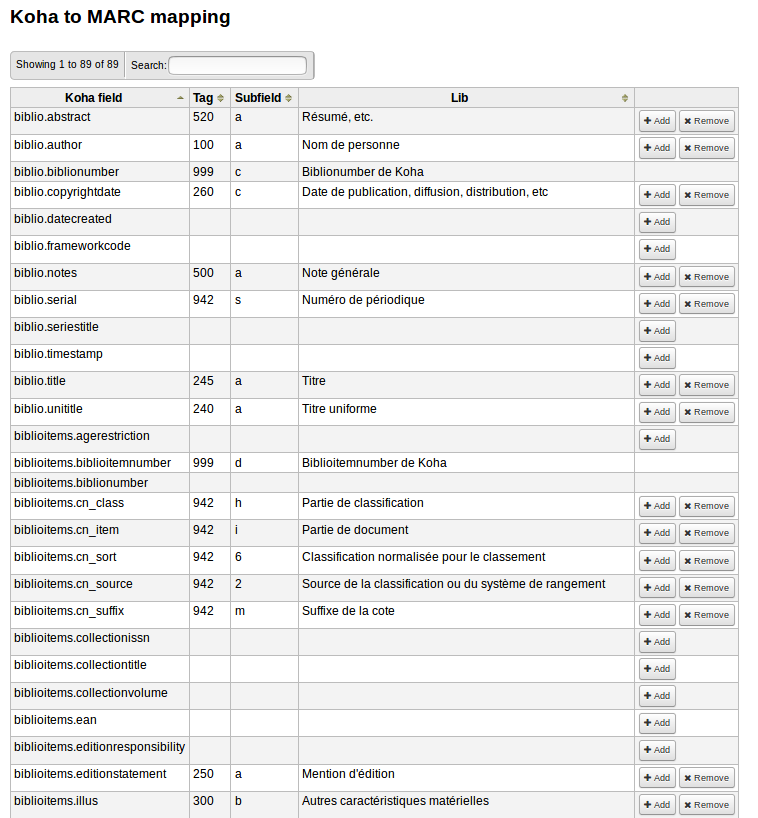 Koha to MARC mapping
Showing 1 to 89 of 89 Search:
Koha field Tag Subfield Lib
biblio.abstract 520 a Résumé, etc. Add Remove
biblio.author 100 a Nom de personne Add Remove
biblio.biblionumber 999 c Biblionumber de Koha
biblio.copyrightdate 260 c Date de publication, diffusion, distribution, etc Add Remove
biblio.datecreated Add
biblio.frameworkcode Add
biblio.notes 500 a Note générale Add Remove
biblio.serial 942 s Numéro de périodique Add Remove
biblio.seriestitle Add
biblio.timestamp Add
biblio.title 245 a Titre Add Remove
biblio.unititle 240 a Titre uniforme Add Remove
biblioitems.agerestriction Add
biblioitems.biblioitemnumber 999 d Biblioitemnumber de Koha
biblioitems.biblionumber
biblioitems.cn_class 942 h Partie de classification Add Remove
biblioitems.cn_item 942 i Partie de document Add Remove
biblioitems.cn_sort 942 6 Classification normalisée pour le classement Add Remove
biblioitems.cn_source 942 2 Source de la classification ou du système de rangement Add Remove
biblioitems.cn_suffix 942 m Suffixe de la cote Add Remove
biblioitems.collectionissn Add
biblioitems.collectiontitle Add
biblioitems.collectionvolume Add
biblioitems.ean Add
biblioitems.editionresponsibility Add
biblioitems.editionstatement 250 a Mention d'édition Add Remove
biblioitems.illus 300 b Autres caractéristiques matérielles Add Remove